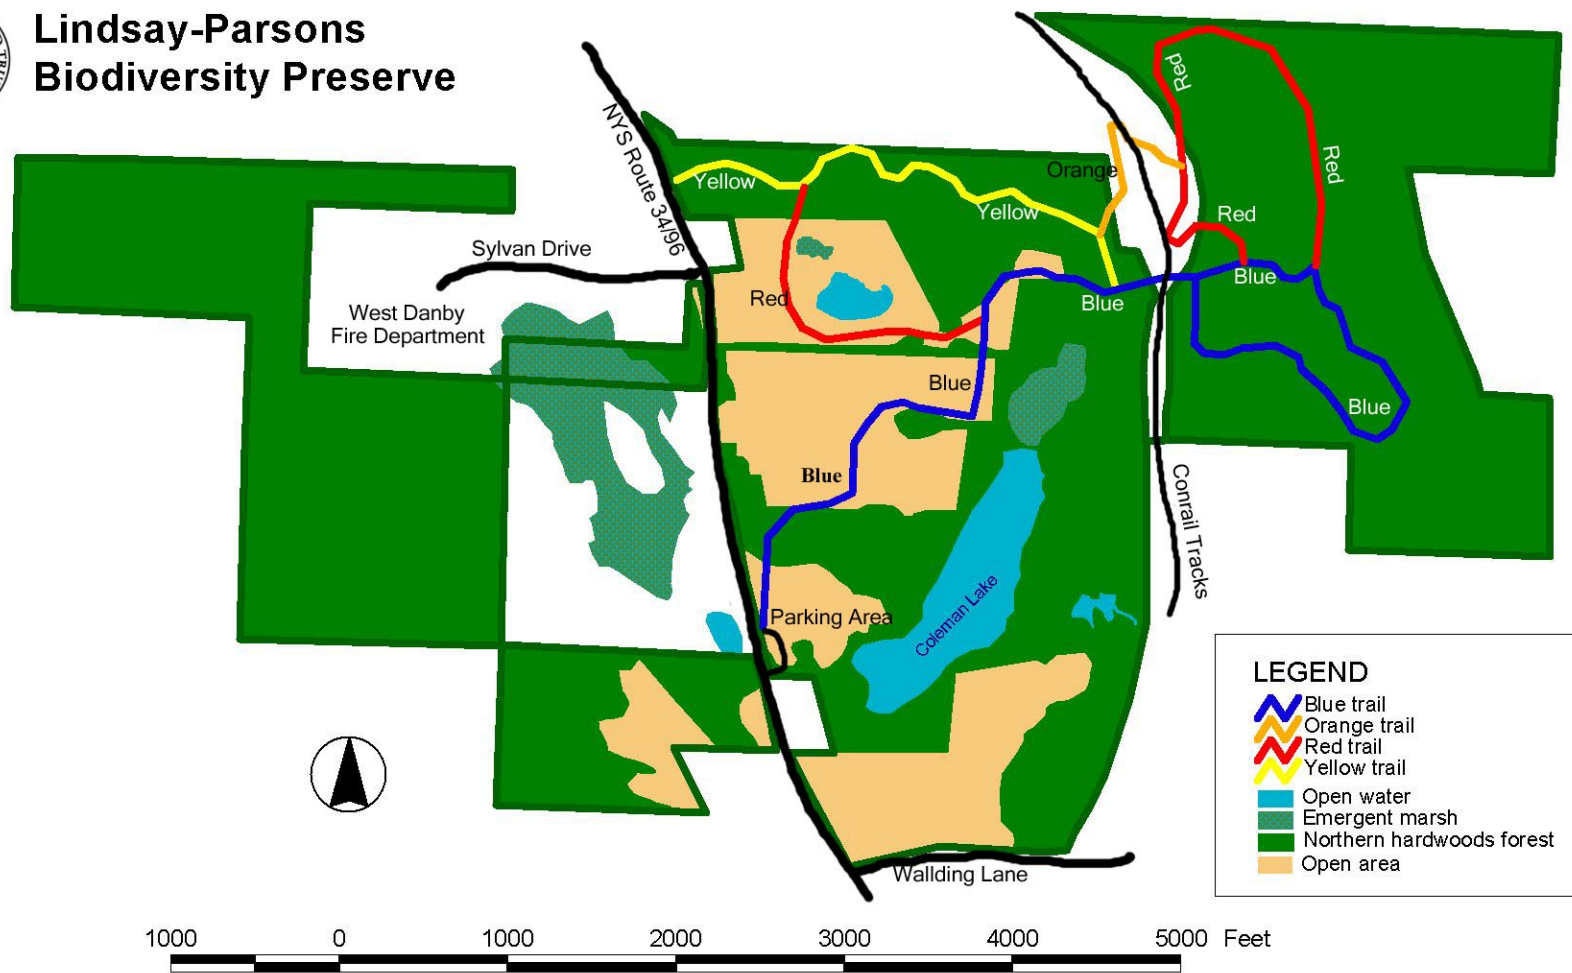 Lindsay-Parsons
Biodiversity Preserve
NYS Route 34/96
Sylvan Drive
West Danby
Fire Department
Yellow
Yellow
Orange
Red
Red
Red
Red
Blue
Blue
Blue
Blue
Blue
Parking Area
Coleman Lake
Conrail Tracks
Wallding Lane
LEGEND
Blue trail
Orange trail
Red trail
Yellow trail
Open water
Emergent marsh
Northern hardwoods forest
Open area
1000 0 1000 2000 3000 4000 5000 Feet